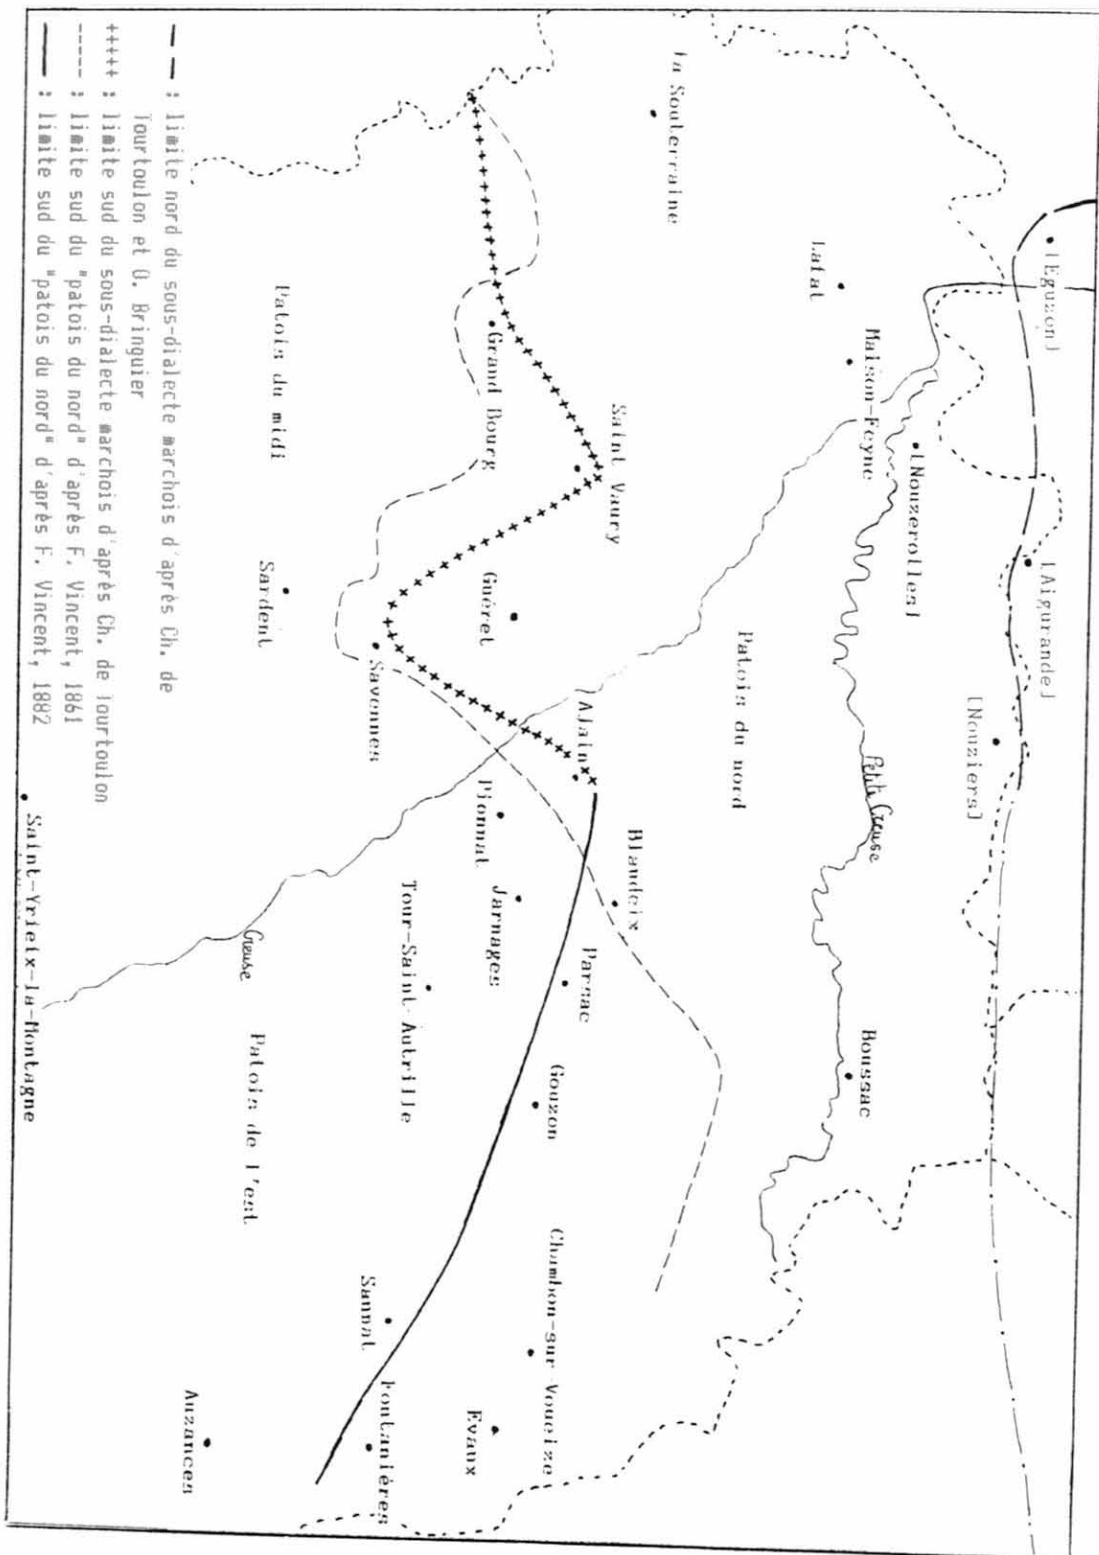 [Eguzon]
[Aigurande]
[Nouziers]
La Souterraine
Lafat
Maison-Feyne
[Nouzerolles]
Petite Creuse
Boussac
Patois du nord
Saint Vaury
Grand Bourg
Guéret
Ajain
Blaudeix
Parsac
Gouzon
Chambon-sur Voueize
Pionnat
Jarnages
Evaux
Savennes
Tour-Saint-Autrille
Sannat
Fontanières
Patois du midi
Sardent
Creuse
Patois de l'est
Auzances
Saint-Yrieix-la-Montagne
— — : limite nord du sous-dialecte marchois d'après Ch. de
Tourtoulon et O. Bringuier
+++++ : limite sud du sous-dialecte marchois d'après Ch. de Tourtoulon
----- : limite sud du "patois du nord" d'après F. Vincent, 1861
—— : limite sud du "patois du nord" d'après F. Vincent, 1882